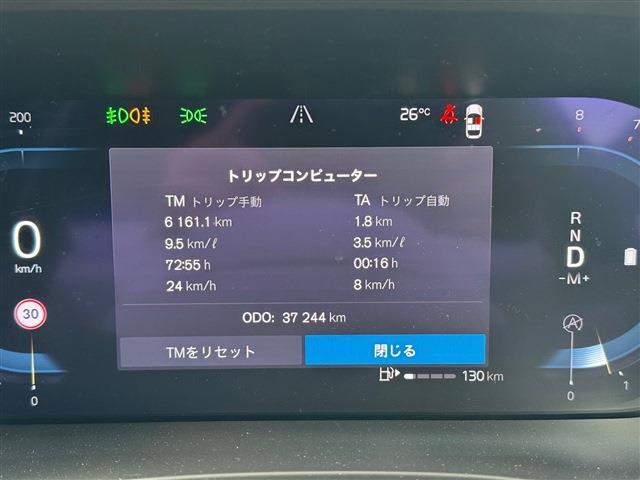 200
26°C
8
7
トリップコンピューター
TM トリップ手動
TA トリップ自動
6 161.1 km
1.8 km
9.5 km/ℓ
3.5 km/ℓ
72:55 h
00:16 h
24 km/h
8 km/h
ODO: 37 244 km
TMをリセット
閉じる
0
km/h
30
R
N
D
-M+
A
130 km
0
0
1